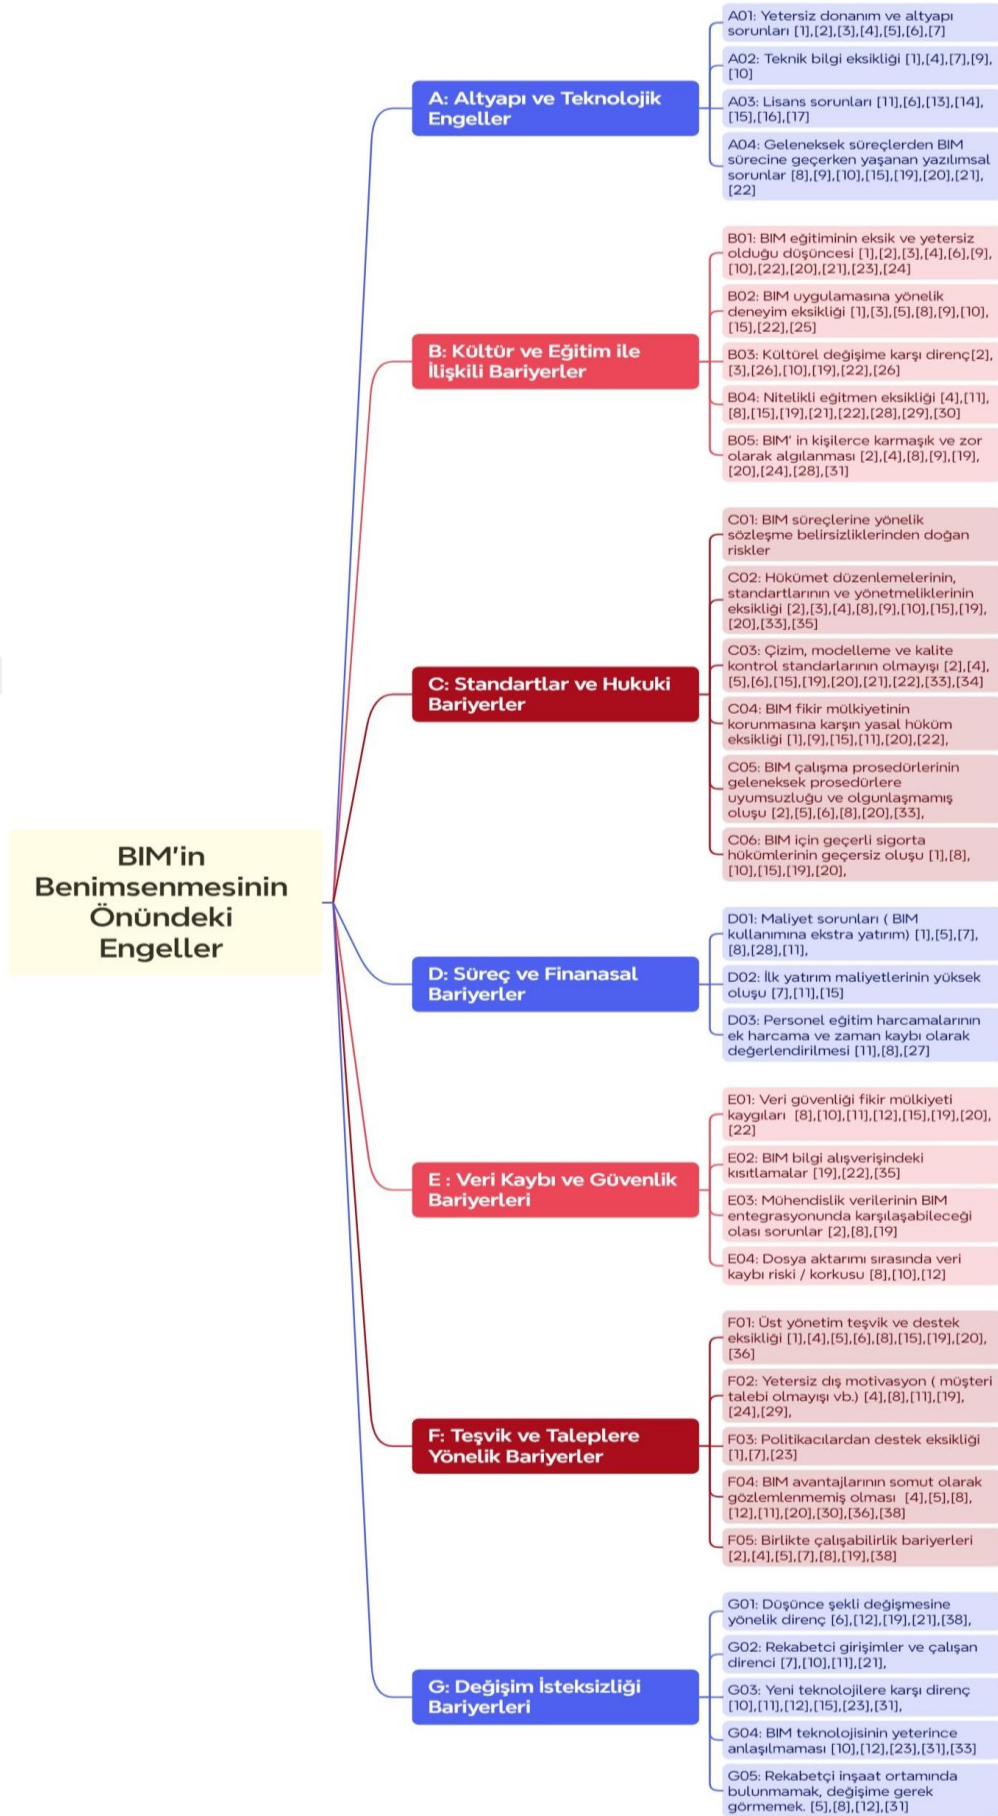 BIM'in
Benimsenmesinin
Önündeki
Engeller
A: Altyapı ve Teknolojik
Engeller
A01: Yetersiz donanım ve altyapı
sorunları [1],[2],[3],[4],[5],[6],[7]
A02: Teknik bilgi eksikliği [1],[4],[7],[9],
[10]
A03: Lisans sorunları [11],[6],[13],[14],
[15],[16],[17]
A04: Geleneksek süreçlerden BIM
sürecine geçerken yaşanan yazılımsal
sorunlar [8],[9],[10],[15],[19],[20],[21],
[22]
B: Kültür ve Eğitim ile
İlişkili Bariyerler
B01: BIM eğitiminin eksik ve yetersiz
olduğu düşüncesi [1],[2],[3],[4],[6],[9],
[10],[22],[20],[21],[23],[24]
B02: BIM uygulamasına yönelik
deneyim eksikliği [1],[3],[5],[8],[9],[10],
[15],[22],[25]
B03: Kültürel değişime karşı direnç[2],
[3],[26],[10],[19],[22],[26]
B04: Nitelikli eğitmen eksikliği [4],[11],
[8],[15],[19],[21],[22],[28],[29],[30]
B05: BIM' in kişilerce karmaşık ve zor
olarak algılanması [2],[4],[8],[9],[19],
[20],[24],[28],[31]
C: Standartlar ve Hukuki
Bariyerler
C01: BIM süreçlerine yönelik
sözleşme belirsizliklerinden doğan
riskler
C02: Hükümet düzenlemelerinin,
standartlarının ve yönetmeliklerinin
eksikliği [2],[3],[4],[8],[9],[10],[15],[19],
[20],[33],[35]
C03: Çizim, modelleme ve kalite
kontrol standarlarının olmayışı [2],[4],
[5],[6],[15],[19],[20],[21],[22],[33],[34]
C04: BIM fikir mülkiyetinin
korunmasına karşın yasal hüküm
eksikliği [1],[9],[15],[11],[20],[22],
C05: BIM çalışma prosedürlerinin
geleneksek prosedürlere
uyumsuzluğu ve olgunlaşmamış
oluşu [2],[5],[6],[8],[20],[33],
C06: BIM için geçerli sigorta
hükümlerinin geçersiz oluşu [1],[8],
[10],[15],[19],[20],
D: Süreç ve Finanasal
Bariyerler
D01: Maliyet sorunları ( BIM
kullanımına ekstra yatırım) [1],[5],[7],
[8],[28],[11],
D02: İlk yatırım maliyetlerinin yüksek
oluşu [7],[11],[15]
D03: Personel eğitim harcamalarının
ek harcama ve zaman kaybı olarak
değerlendirilmesi [11],[8],[27]
E : Veri Kaybı ve Güvenlik
Bariyerleri
E01: Veri güvenliği fikir mülkiyeti
kaygıları [8],[10],[11],[12],[15],[19],[20],
[22]
E02: BIM bilgi alışverişindeki
kısıtlamalar [19],[22],[35]
E03: Mühendislik verilerinin BIM
entegrasyonunda karşılaşabileceği
olası sorunlar [2],[8],[19]
E04: Dosya aktarımı sırasında veri
kaybı riski / korkusu [8],[10],[12]
F: Teşvik ve Taleplere
Yönelik Bariyerler
F01: Üst yönetim teşvik ve destek
eksikliği [1],[4],[5],[6],[8],[15],[19],[20],
[36]
F02: Yetersiz dış motivasyon ( müşteri
talebi olmayışı vb.) [4],[8],[11],[19],
[24],[29],
F03: Politikacılardan destek eksikliği
[1],[7],[23]
F04: BIM avantajlarının somut olarak
gözlemlenmemiş olması [4],[5],[8],
[12],[11],[20],[30],[36],[38]
F05: Birlikte çalışabilirlik bariyerleri
[2],[4],[5],[7],[8],[19],[38]
G: Değişim İsteksizliği
Bariyerleri
G01: Düşünce şekli değişmesine
yönelik direnç [6],[12],[19],[21],[38],
G02: Rekabetci girişimler ve çalışan
direnci [7],[10],[11],[21],
G03: Yeni teknolojilere karşı direnç
[10],[11],[12],[15],[23],[31],
G04: BIM teknolojisinin yeterince
anlaşılmaması [10],[12],[23],[31],[33]
G05: Rekabetçi inşaat ortamında
bulunmamak, değişime gerek
görmemek. [5],[8],[12],[31]